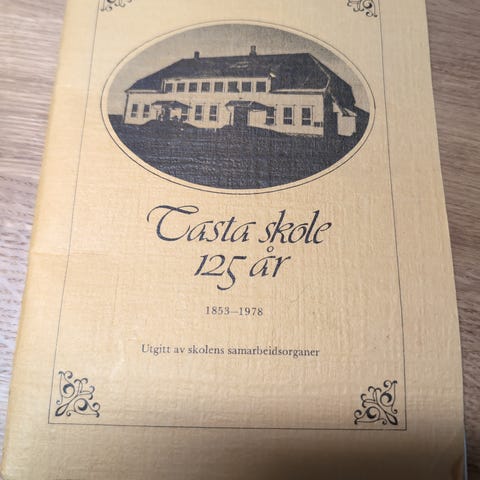 Tasta skole
125 år
1853–1978
Utgitt av skolens samarbeidsorganer